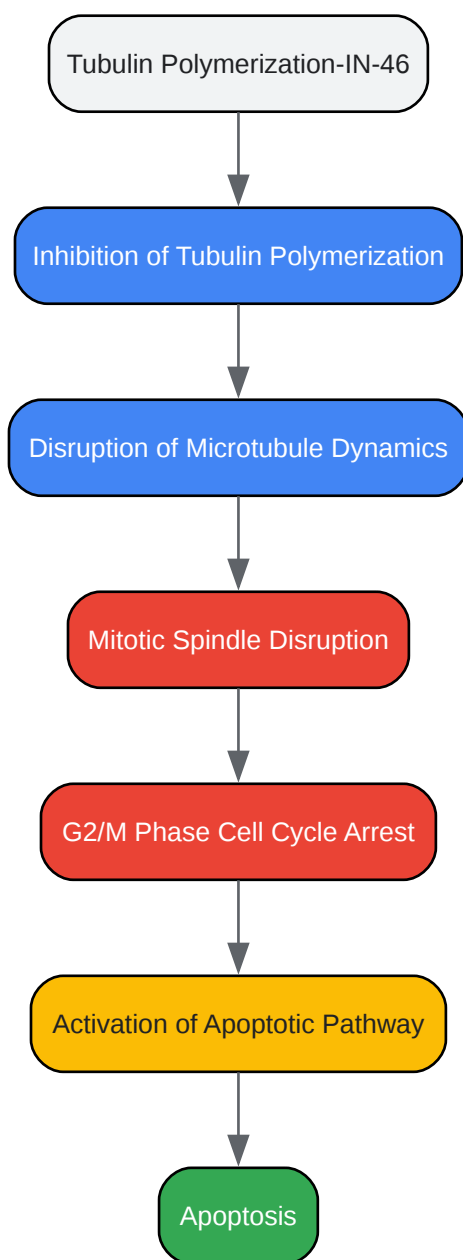 Tubulin Polymerization-IN-46
Inhibition of Tubulin Polymerization
Disruption of Microtubule Dynamics
Mitotic Spindle Disruption
G2/M Phase Cell Cycle Arrest
Activation of Apoptotic Pathway
Apoptosis